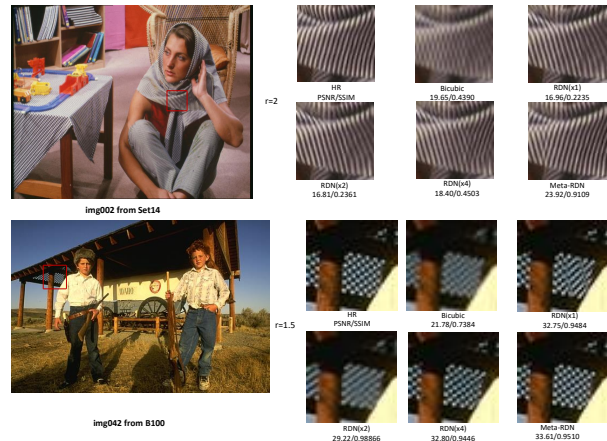 r=2
HR
PSNR/SSIM
Bicubic
19.65/0.4390
RDN(x1)
16.96/0.2235
RDN(x2)
16.81/0.2361
RDN(x4)
18.40/0.4503
Meta-RDN
23.92/0.9109
img002 from Set14
r=1.5
HR
PSNR/SSIM
Bicubic
21.78/0.7384
RDN(x1)
32.75/0.9484
RDN(x2)
29.22/0.98866
RDN(x4)
32.80/0.9446
Meta-RDN
33.61/0.9510
img042 from B100